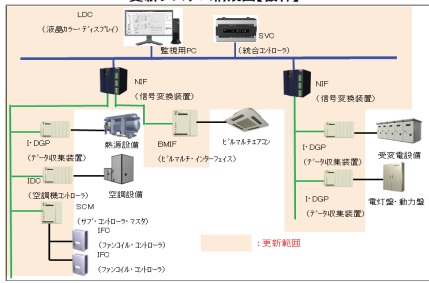 LDC
(液晶カラー・ディスプレイ)
監視用PC
SVC
(統合コントローラ)
NIF
(信号変換装置)
NIF
(信号変換装置)
I・DGP
(データ収集装置)
熱源設備
BMIF
(ビルマルチ・インターフェイス)
ビルマルチエアコン
I・DGP
(データ収集装置)
受変電設備
IDC
(空調機コントローラ)
空調設備
I・DGP
(データ収集装置)
電灯盤・動力盤
SCM
(サブ・コントローラ・マスタ)
IFC
(ファンコイル・コントローラ)
IFC
(ファンコイル・コントローラ)
:更新範囲